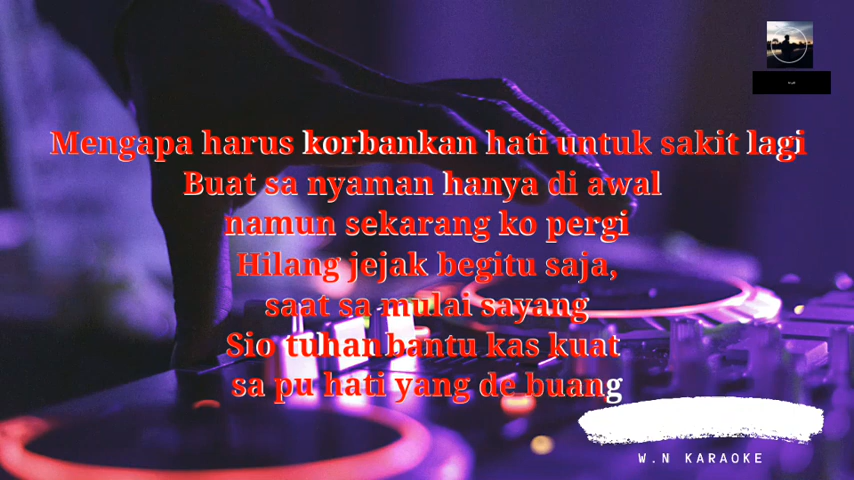 Mengapa harus korbankan hati untuk sakit lagi
Buat sa nyaman hanya di awal
namun sekarang ko pergi
Hilang jejak begitu saja,
saat sa mulai sayang
Sio tuhan bantu kas kuat
sa pu hati yang de buang
W.N KARAOKE